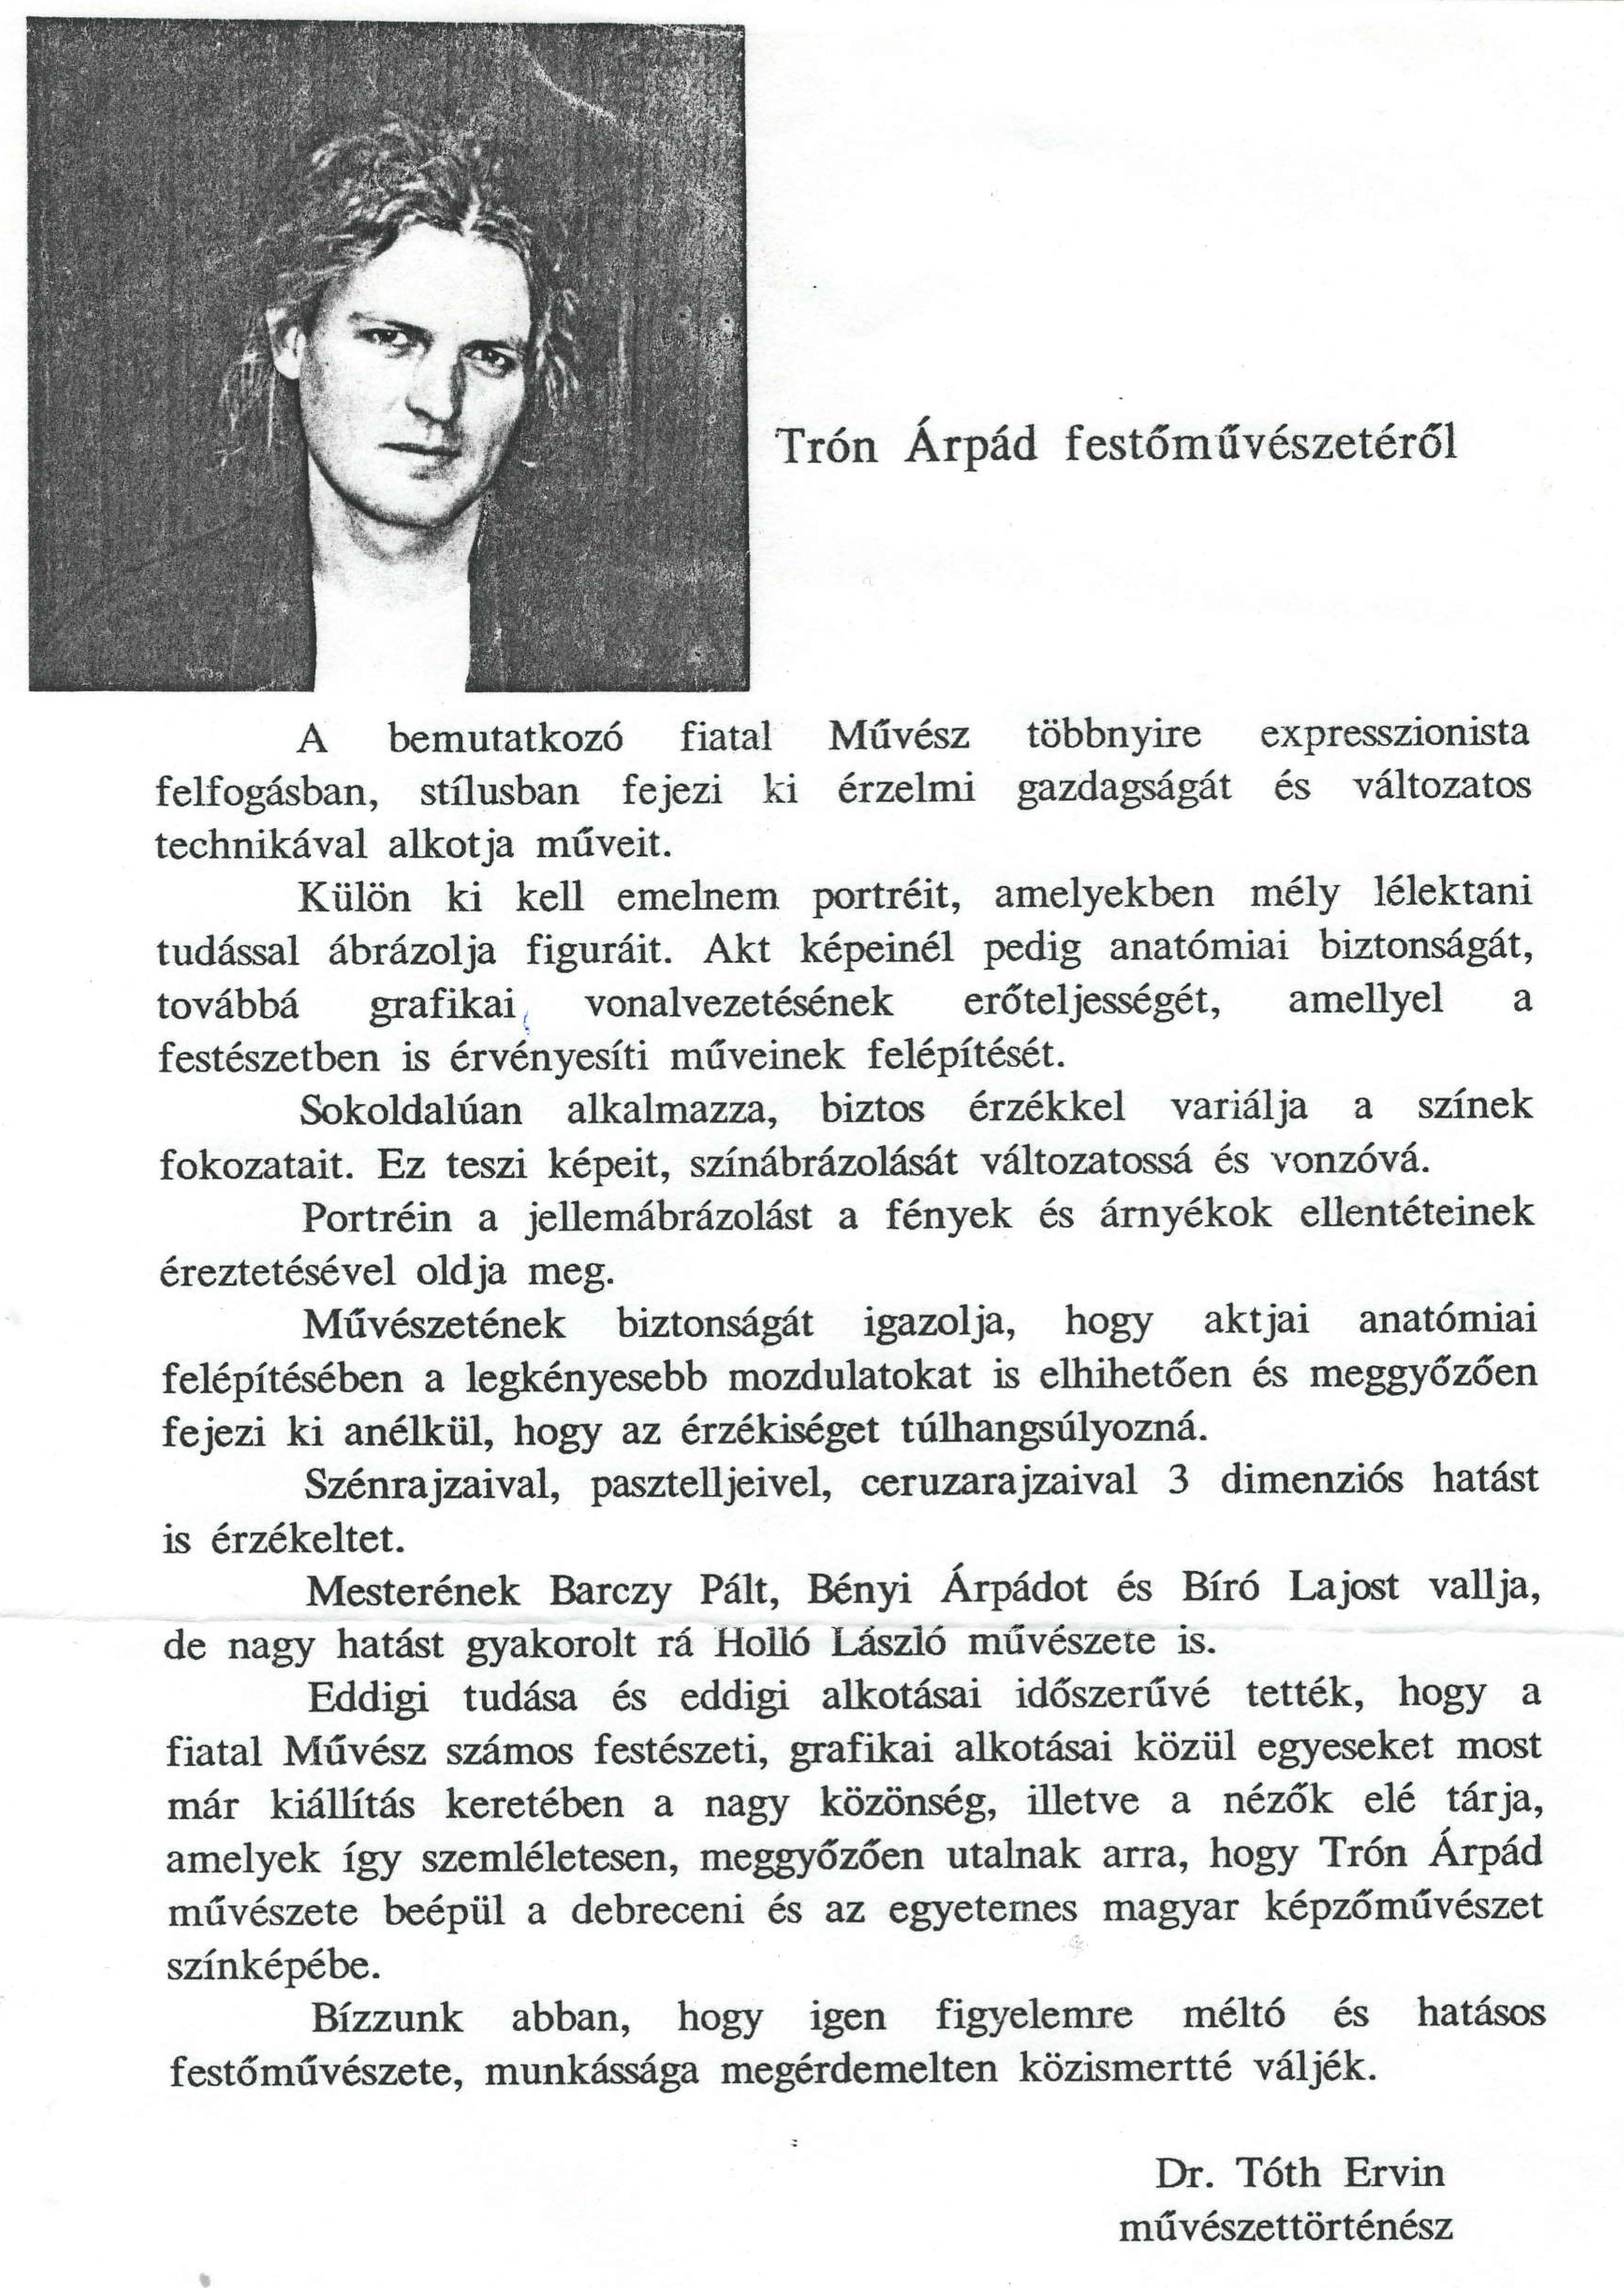 Trón Árpád festőművészetéről
A bemutatkozó fiatal Művész többnyire expresszionista
felfogásban, stílusban fejezi ki érzelmi gazdagságát és változatos
technikával alkotja műveit.
Külön ki kell emelnem portréit, amelyekben mély lélektani
tudással ábrázolja figuráit. Akt képeinél pedig anatómiai biztonságát,
továbbá grafikai, vonalvezetésének erőteljességét, amellyel a
festészetben is érvényesíti műveinek felépítését.
Sokoldalúan alkalmazza, biztos érzékkel variálja a színek
fokozatait. Ez teszi képeit, színábrázolását változatossá és vonzóvá.
Portréin a jellemábrázolást a fények és árnyékok ellentéteinek
éreztetésével oldja meg.
Művészetének biztonságát igazolja, hogy aktjai anatómiai
felépítésében a legkényesebb mozdulatokat is elhihetően és meggyőzően
fejezi ki anélkül, hogy az érzékiséget túlhangsúlyozná.
Szénrajzaival, pasztelljeivel, ceruzarajzaival 3 dimenziós hatást
is érzékeltet.
Mesterének Barczy Pált, Bényi Árpádot és Bíró Lajost vallja,
de nagy hatást gyakorolt rá Holló László művészete is.
Eddigi tudása és eddigi alkotásai időszerűvé tették, hogy a
fiatal Művész számos festészeti, grafikai alkotásai közül egyeseket most
már kiállítás keretében a nagy közönség, illetve a nézők elé tárja,
amelyek így szemléletesen, meggyőzően utalnak arra, hogy Trón Árpád
művészete beépül a debreceni és az egyetemes magyar képzőművészet
színképébe.
Bízzunk abban, hogy igen figyelemre méltó és hatásos
festőművészete, munkássága megérdemelten közismertté váljék.
Dr. Tóth Ervin
művészettörténész